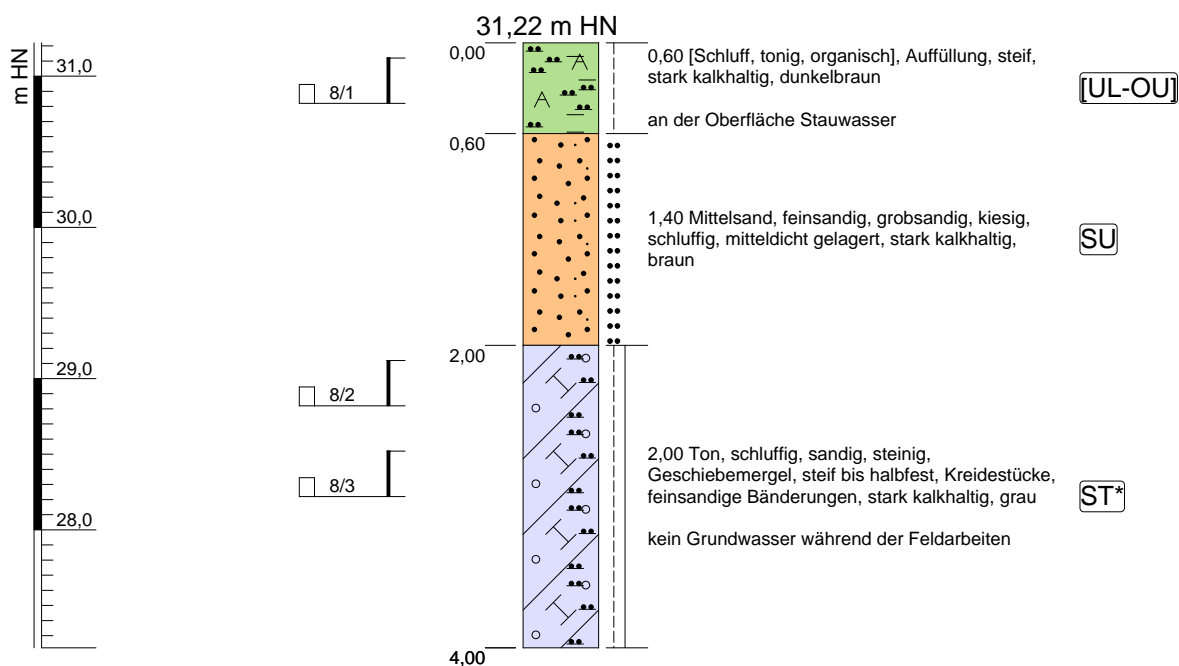 31,22 m HN
m HN
31,0
30,0
29,0
28,0
8/1
8/2
8/3
0,00
0,60
2,00
4,00
0,60 [Schluff, tonig, organisch], Auffüllung, steif,
stark kalkhaltig, dunkelbraun
an der Oberfläche Stauwasser
[UL-OU]
1,40 Mittelsand, feinsandig, grobsandig, kiesig,
schluffig, mitteldicht gelagert, stark kalkhaltig,
braun
SU
2,00 Ton, schluffig, sandig, steinig,
Geschiebemergel, steif bis halbfest, Kreidestücke,
feinsandige Bänderungen, stark kalkhaltig, grau
kein Grundwasser während der Feldarbeiten
ST*